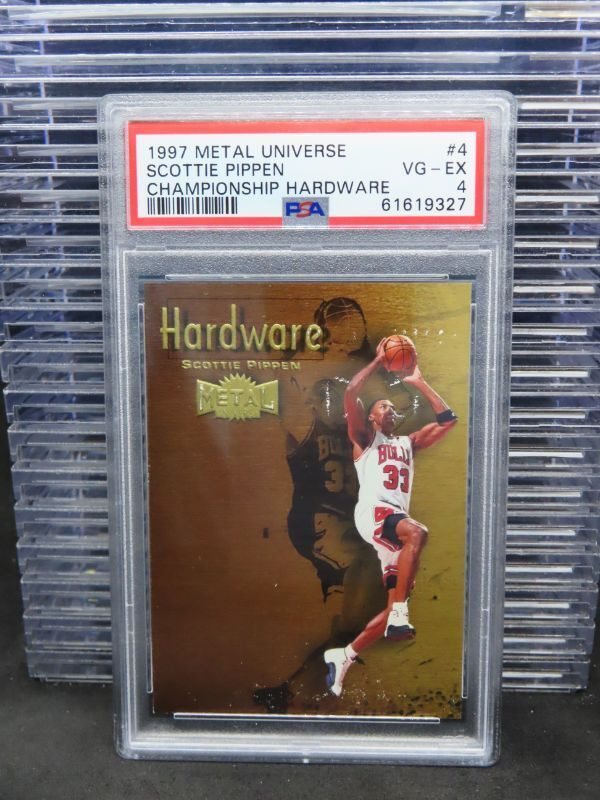 1997 METAL UNIVERSE #4
SCOTTIE PIPPEN VG-EX
CHAMPIONSHIP HARDWARE 4
PSA 61619327
Hardware
SCOTTIE PIPPEN
METAL
BULLS
33